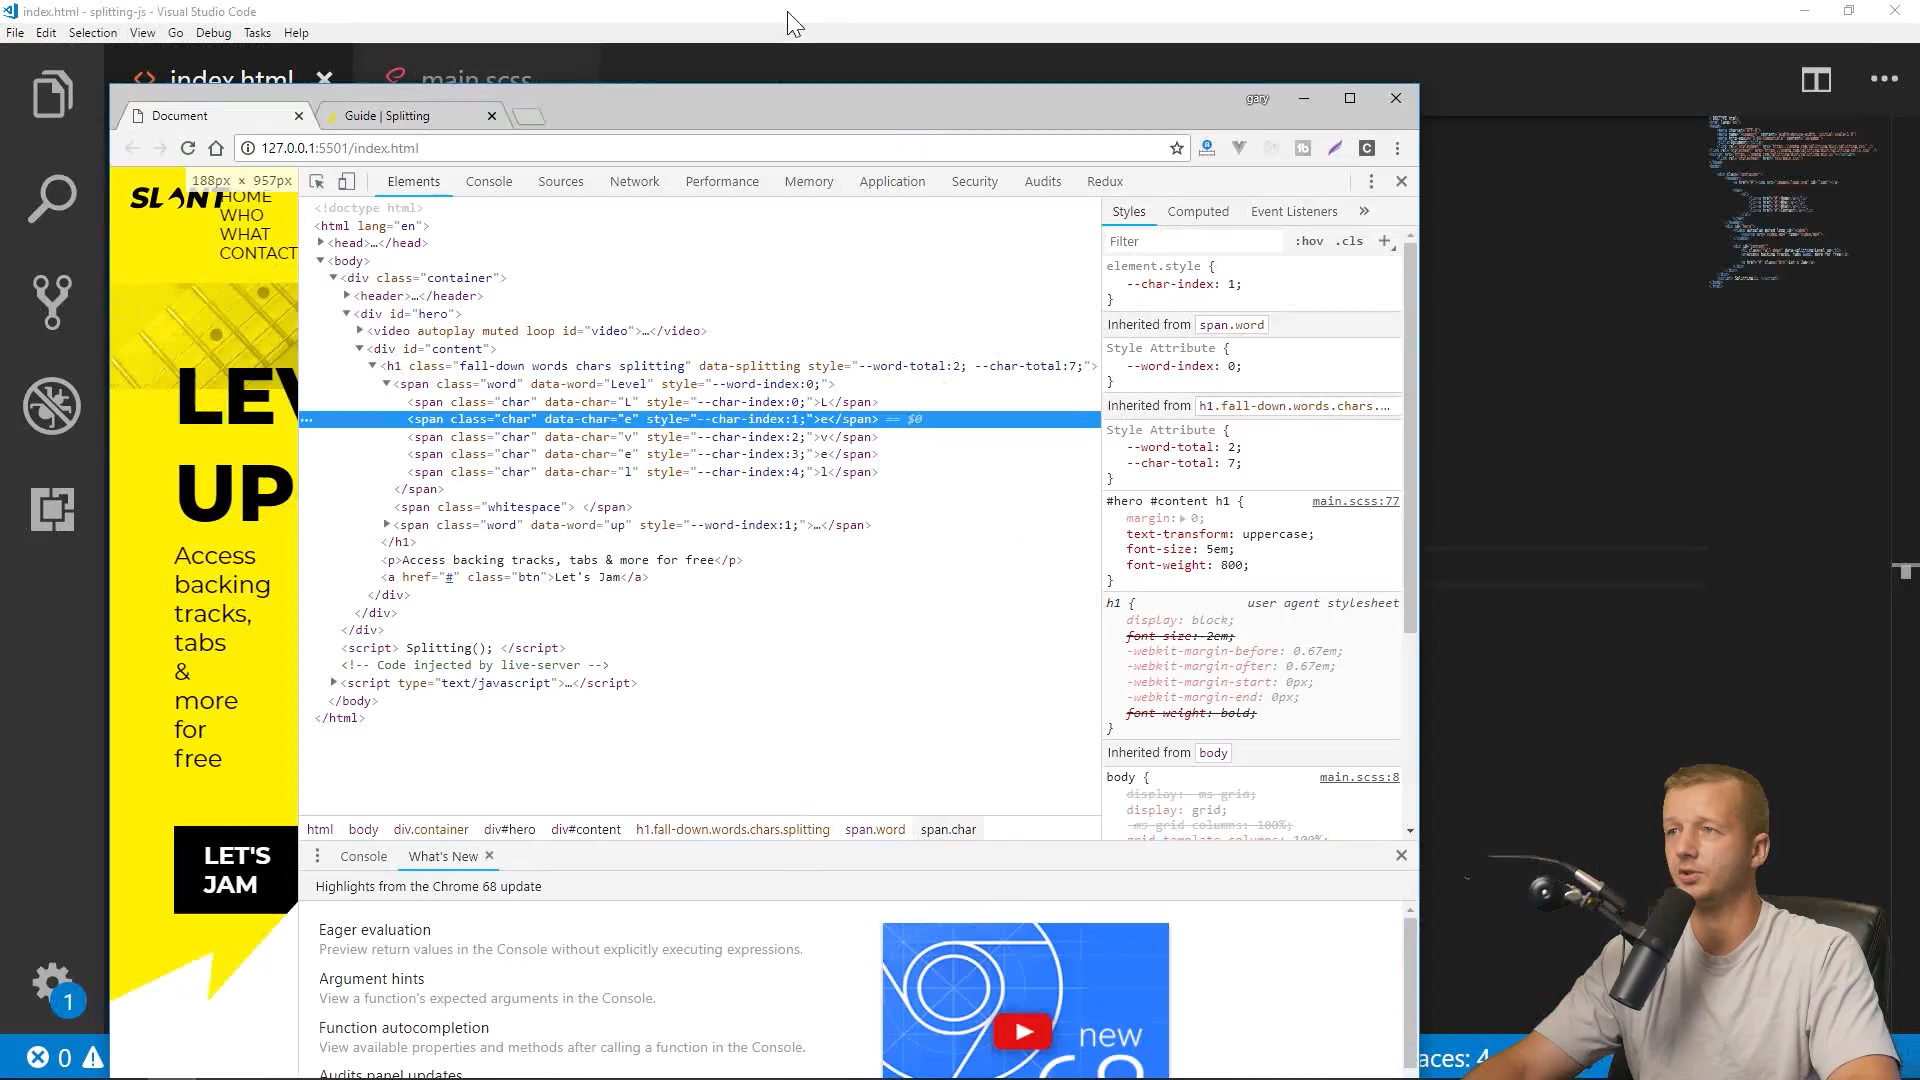 index.html - splitting-js - Visual Studio Code
File Edit Selection View Go Debug Tasks Help
index.html main.scss
gary
Document Guide | Splitting
127.0.0.1:5501/index.html
188px × 957px
Elements Console Sources Network Performance Memory Application Security Audits Redux
SLANT
HOME
WHO
WHAT
CONTACT
LEV
UP
Access
backing
tracks,
tabs
&
more
for
free
LET'S
JAM
<!doctype html>
<html lang="en">
<head>…</head>
<body>
<div class="container">
<header>…</header>
<div id="hero">
<video autoplay muted loop id="video">…</video>
<div id="content">
<h1 class="fall-down words chars splitting" data-splitting style="--word-total:2; --char-total:7;">
<span class="word" data-word="Level" style="--word-index:0;">
<span class="char" data-char="L" style="--char-index:0;">L</span>
… <span class="char" data-char="e" style="--char-index:1;">e</span> == $0
<span class="char" data-char="v" style="--char-index:2;">v</span>
<span class="char" data-char="e" style="--char-index:3;">e</span>
<span class="char" data-char="l" style="--char-index:4;">l</span>
</span>
<span class="whitespace"> </span>
<span class="word" data-word="up" style="--word-index:1;">…</span>
</h1>
<p>Access backing tracks, tabs & more for free</p>
<a href="#" class="btn">Let's Jam</a>
</div>
</div>
</div>
<script> Splitting(); </script>
<!-- Code injected by live-server -->
<script type="text/javascript">…</script>
</body>
</html>
html body div.container div#hero div#content h1.fall-down.words.chars.splitting span.word span.char
Styles Computed Event Listeners »
Filter :hov .cls +
element.style {
--char-index: 1;
}
Inherited from span.word
Style Attribute {
--word-index: 0;
}
Inherited from h1.fall-down.words.chars.…
Style Attribute {
--word-total: 2;
--char-total: 7;
}
#hero #content h1 { main.scss:77
margin: 0;
text-transform: uppercase;
font-size: 5em;
font-weight: 800;
}
h1 { user agent stylesheet
display: block;
font-size: 2em;
-webkit-margin-before: 0.67em;
-webkit-margin-after: 0.67em;
-webkit-margin-start: 0px;
-webkit-margin-end: 0px;
font-weight: bold;
}
Inherited from body
body { main.scss:8
display: -ms-grid;
display: grid;
-ms-grid-columns: 100%;
grid-template-columns: 100%;
Console What's New
Highlights from the Chrome 68 update
Eager evaluation
Preview return values in the Console without explicitly executing expressions.
Argument hints
View a function's expected arguments in the Console.
Function autocompletion
View available properties and methods after calling a function in the Console.
Audits panel updates
new
68
1
0
aces: 4